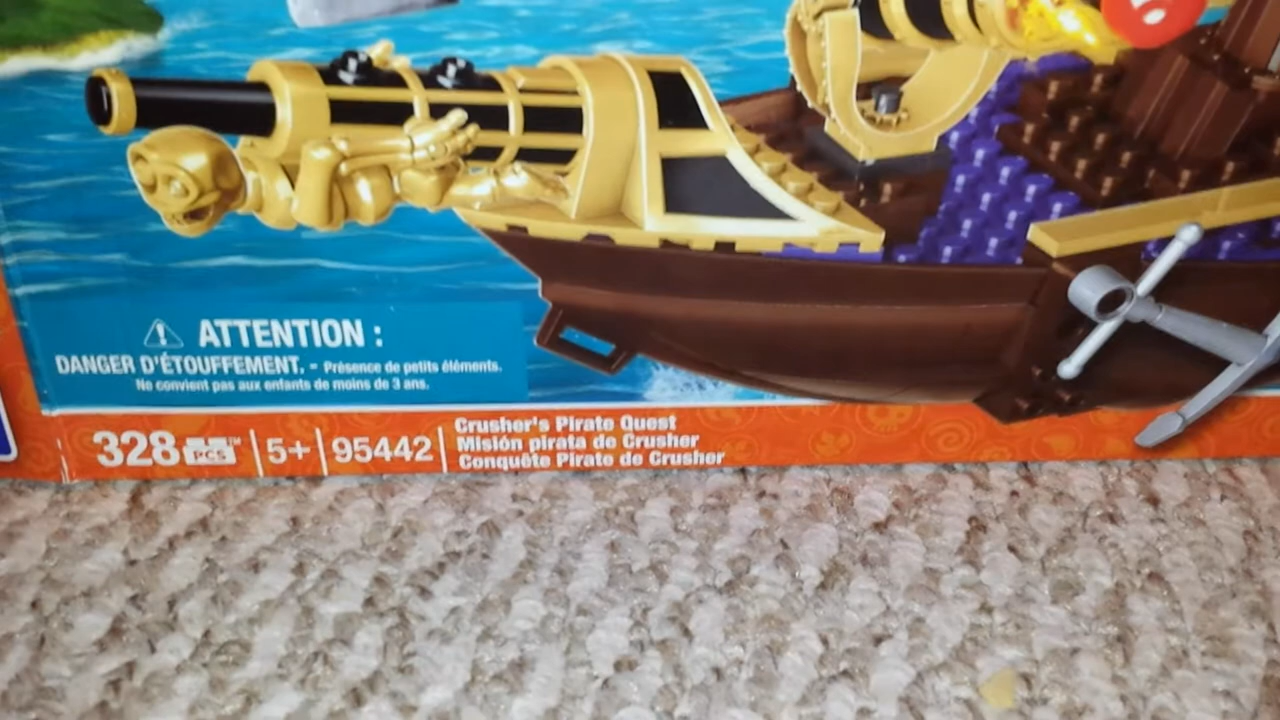 ATTENTION :
DANGER D'ÉTOUFFEMENT. - Présence de petits éléments.
Ne convient pas aux enfants de moins de 3 ans.
328 PCS™ 5+ 95442
Crusher's Pirate Quest
Misión pirata de Crusher
Conquête Pirate de Crusher